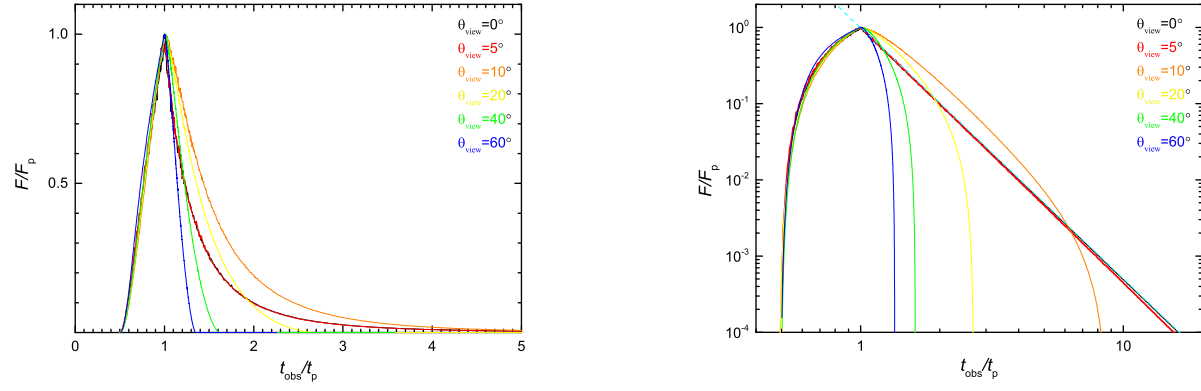 θview=0°
θview=5°
θview=10°
θview=20°
θview=40°
θview=60°
1.0
0.5
F/Fp
0 1 2 3 4 5
tobs/tp
θview=0°
θview=5°
θview=10°
θview=20°
θview=40°
θview=60°
10^0
10^-1
10^-2
10^-3
10^-4
F/Fp
1 10
tobs/tp